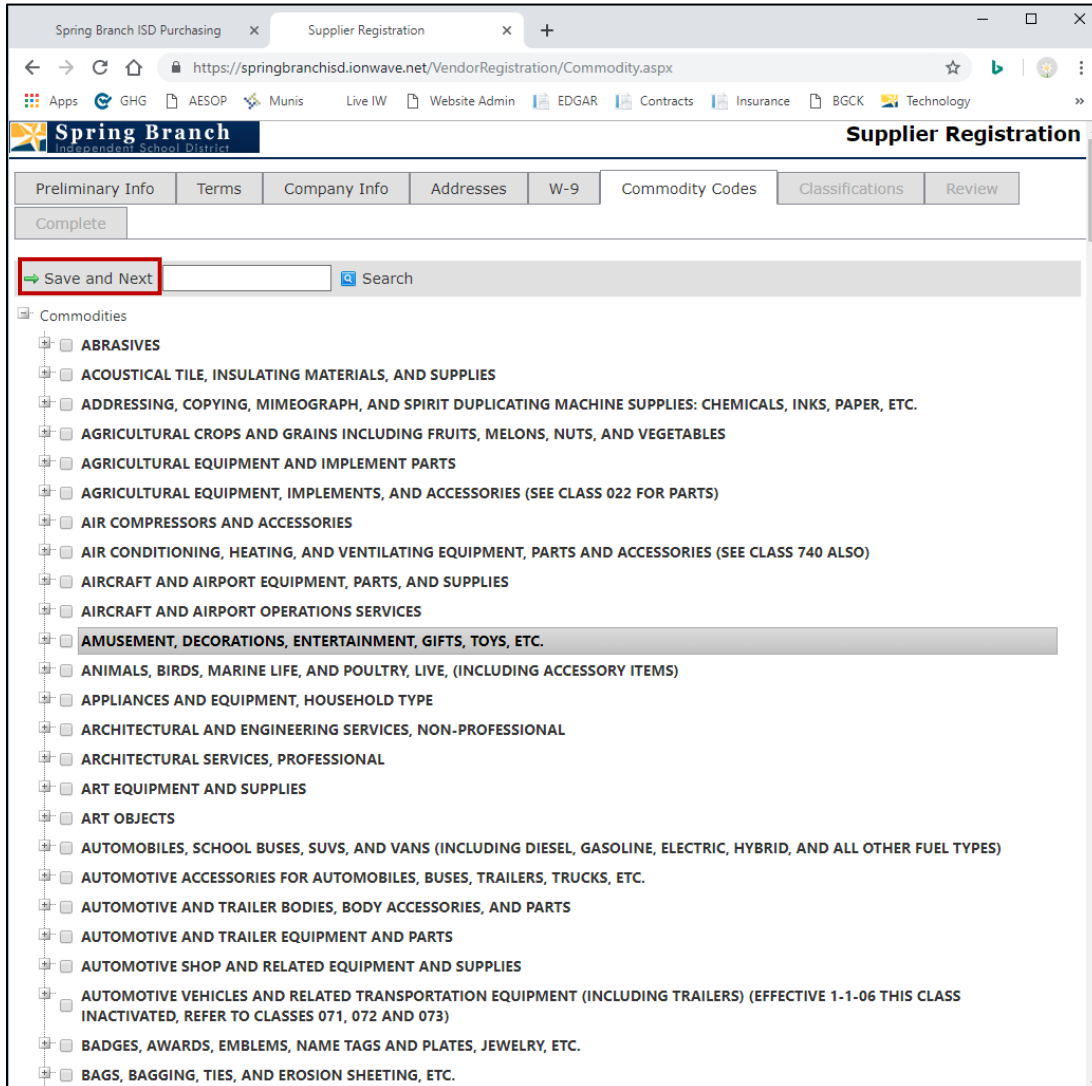 Spring Branch ISD Purchasing
Supplier Registration
https://springbranchisd.ionwave.net/VendorRegistration/Commodity.aspx
Apps GHG AESOP Munis Live IW Website Admin EDGAR Contracts Insurance BGCK Technology »
Spring Branch
Independent School District
Supplier Registration
Preliminary Info Terms Company Info Addresses W-9 Commodity Codes Classifications Review
Complete
Save and Next Search
Commodities
ABRASIVES
ACOUSTICAL TILE, INSULATING MATERIALS, AND SUPPLIES
ADDRESSING, COPYING, MIMEOGRAPH, AND SPIRIT DUPLICATING MACHINE SUPPLIES: CHEMICALS, INKS, PAPER, ETC.
AGRICULTURAL CROPS AND GRAINS INCLUDING FRUITS, MELONS, NUTS, AND VEGETABLES
AGRICULTURAL EQUIPMENT AND IMPLEMENT PARTS
AGRICULTURAL EQUIPMENT, IMPLEMENTS, AND ACCESSORIES (SEE CLASS 022 FOR PARTS)
AIR COMPRESSORS AND ACCESSORIES
AIR CONDITIONING, HEATING, AND VENTILATING EQUIPMENT, PARTS AND ACCESSORIES (SEE CLASS 740 ALSO)
AIRCRAFT AND AIRPORT EQUIPMENT, PARTS, AND SUPPLIES
AIRCRAFT AND AIRPORT OPERATIONS SERVICES
AMUSEMENT, DECORATIONS, ENTERTAINMENT, GIFTS, TOYS, ETC.
ANIMALS, BIRDS, MARINE LIFE, AND POULTRY, LIVE, (INCLUDING ACCESSORY ITEMS)
APPLIANCES AND EQUIPMENT, HOUSEHOLD TYPE
ARCHITECTURAL AND ENGINEERING SERVICES, NON-PROFESSIONAL
ARCHITECTURAL SERVICES, PROFESSIONAL
ART EQUIPMENT AND SUPPLIES
ART OBJECTS
AUTOMOBILES, SCHOOL BUSES, SUVS, AND VANS (INCLUDING DIESEL, GASOLINE, ELECTRIC, HYBRID, AND ALL OTHER FUEL TYPES)
AUTOMOTIVE ACCESSORIES FOR AUTOMOBILES, BUSES, TRAILERS, TRUCKS, ETC.
AUTOMOTIVE AND TRAILER BODIES, BODY ACCESSORIES, AND PARTS
AUTOMOTIVE AND TRAILER EQUIPMENT AND PARTS
AUTOMOTIVE SHOP AND RELATED EQUIPMENT AND SUPPLIES
AUTOMOTIVE VEHICLES AND RELATED TRANSPORTATION EQUIPMENT (INCLUDING TRAILERS) (EFFECTIVE 1-1-06 THIS CLASS
INACTIVATED, REFER TO CLASSES 071, 072 AND 073)
BADGES, AWARDS, EMBLEMS, NAME TAGS AND PLATES, JEWELRY, ETC.
BAGS, BAGGING, TIES, AND EROSION SHEETING, ETC.